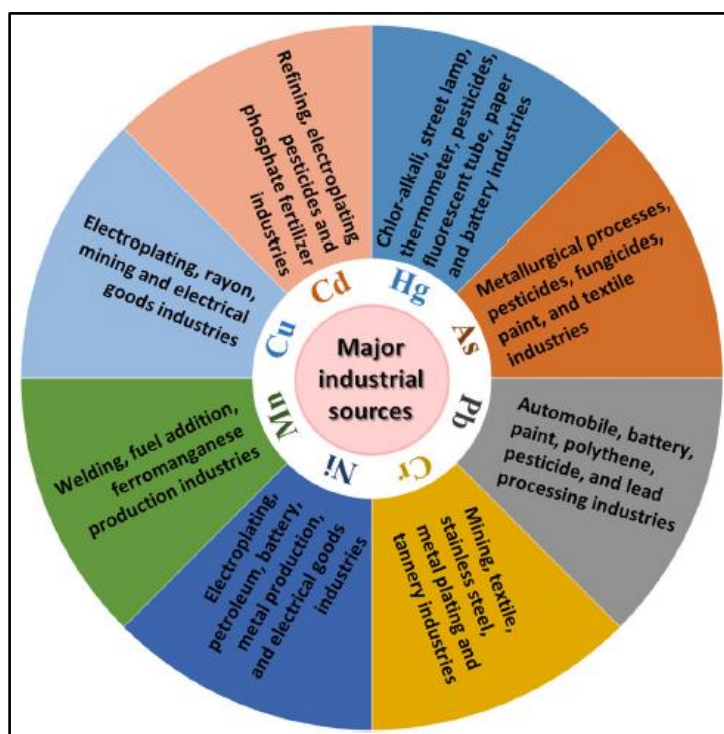 Major
industrial
sources
Hg
Chlor-alkali, street lamp,
thermometer, pesticides,
fluorescent tube, paper
and battery industries
As
Metallurgical processes,
pesticides, fungicides,
paint, and textile
industries
Pb
Automobile, battery,
paint, polythene,
pesticide, and lead
processing industries
Cr
Mining, textile,
stainless steel,
metal plating and
tannery industries
Ni
Electroplating,
petroleum, battery,
metal production,
and electrical goods
industries
Mn
Welding, fuel addition,
ferromanganese
production industries
Cu
Electroplating, rayon,
mining and electrical
goods industries
Cd
Refining, electroplating
pesticides and
phosphate fertilizer
industries